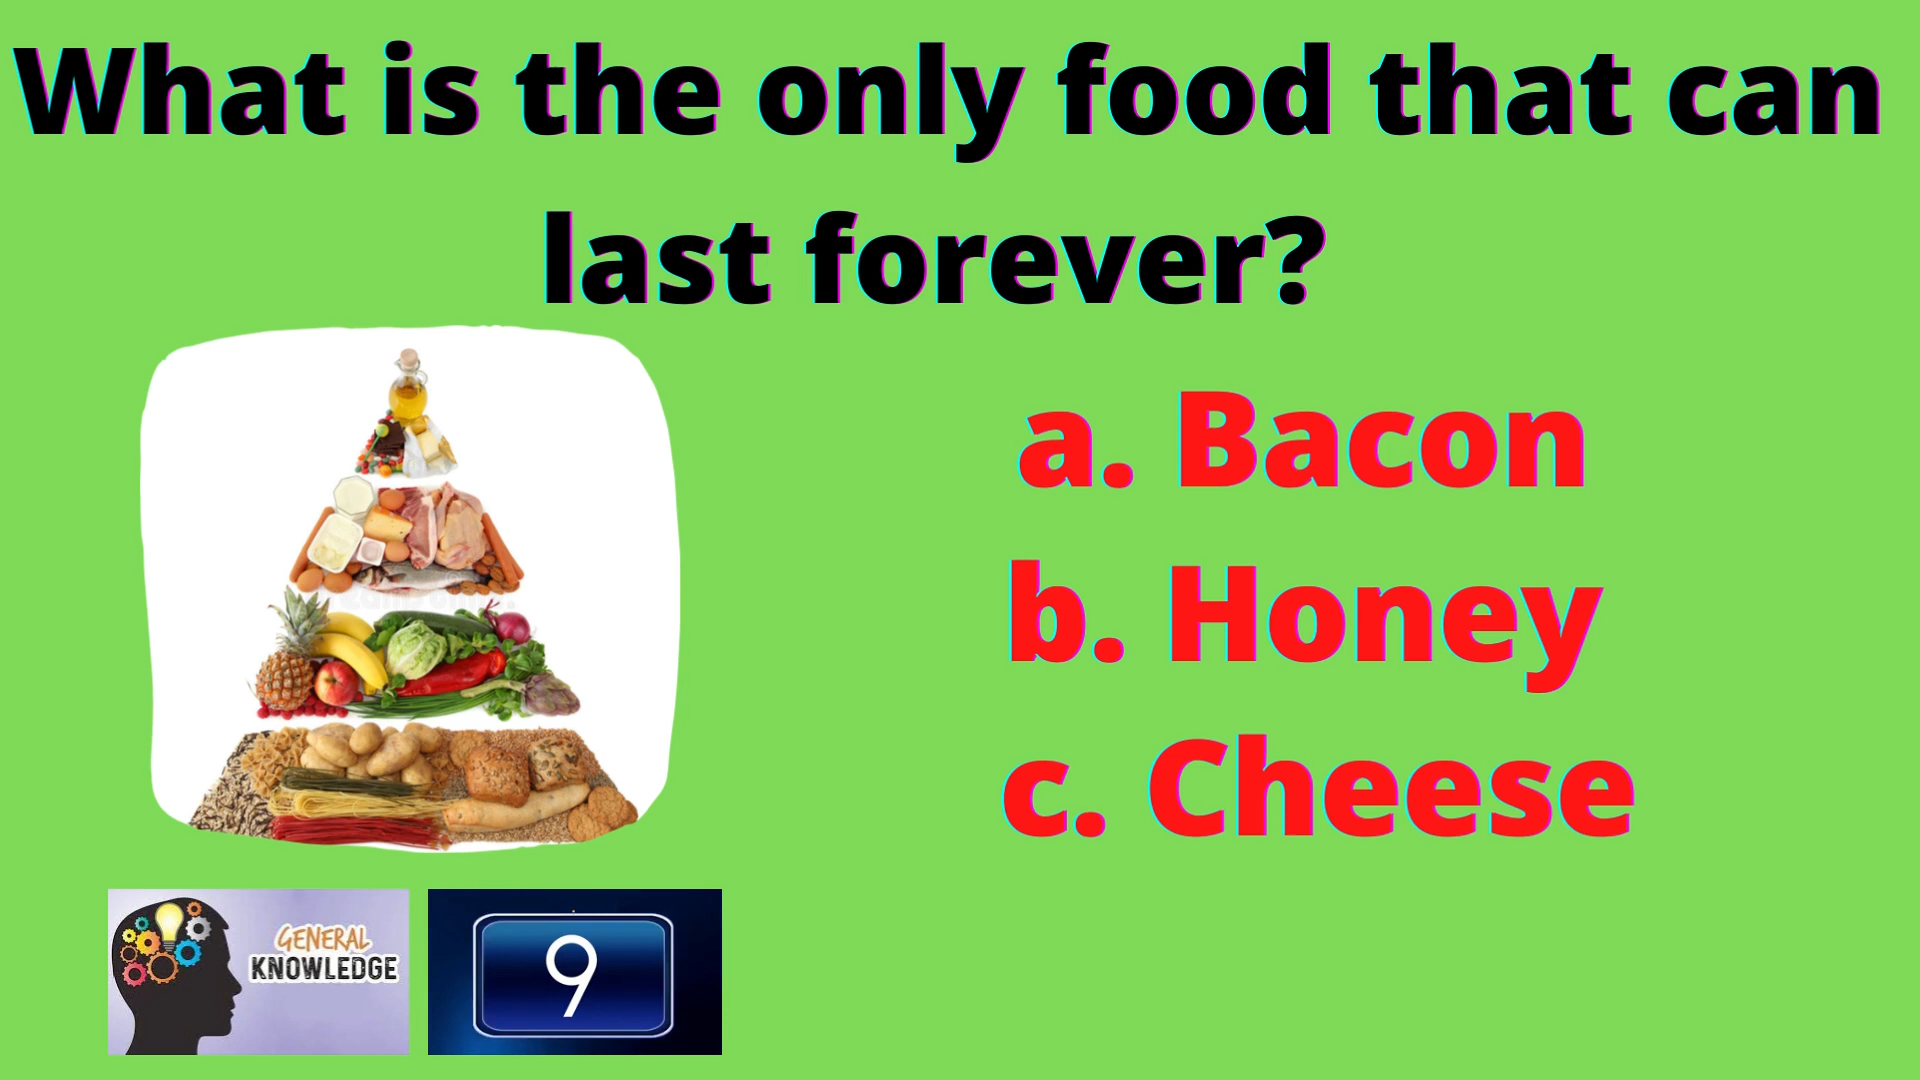 What is the only food that can
last forever?
a. Bacon
b. Honey
c. Cheese
GENERAL
KNOWLEDGE
9